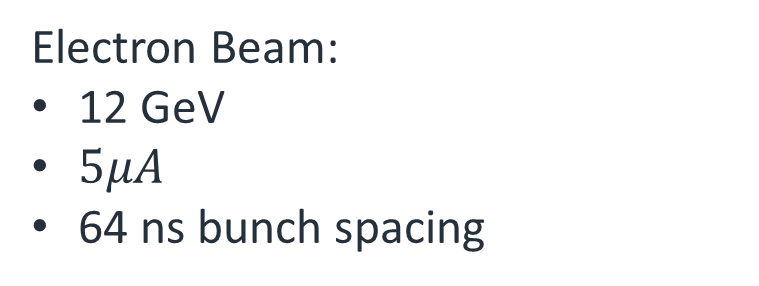 Electron Beam:
• 12 GeV
• 5μA
• 64 ns bunch spacing